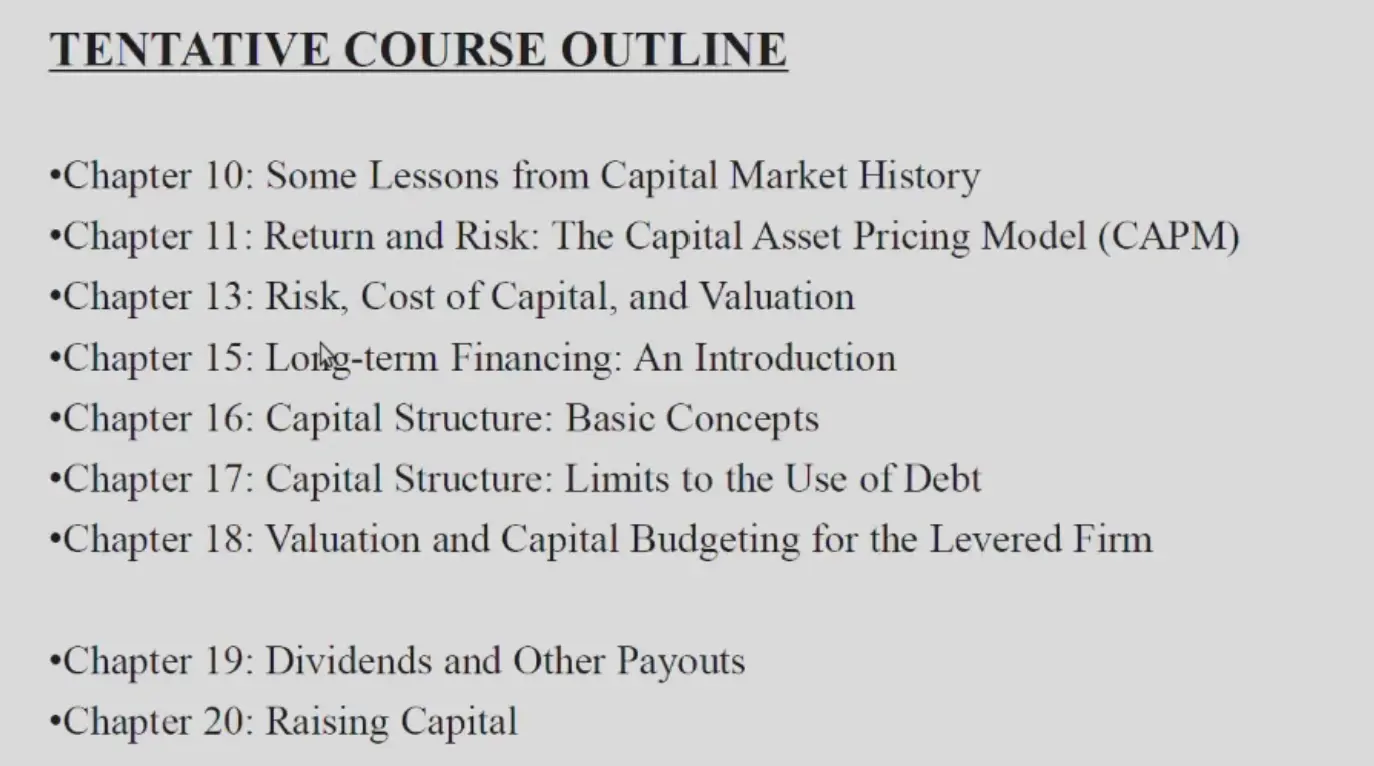 TENTATIVE COURSE OUTLINE
•Chapter 10: Some Lessons from Capital Market History
•Chapter 11: Return and Risk: The Capital Asset Pricing Model (CAPM)
•Chapter 13: Risk, Cost of Capital, and Valuation
•Chapter 15: Long-term Financing: An Introduction
•Chapter 16: Capital Structure: Basic Concepts
•Chapter 17: Capital Structure: Limits to the Use of Debt
•Chapter 18: Valuation and Capital Budgeting for the Levered Firm
•Chapter 19: Dividends and Other Payouts
•Chapter 20: Raising Capital